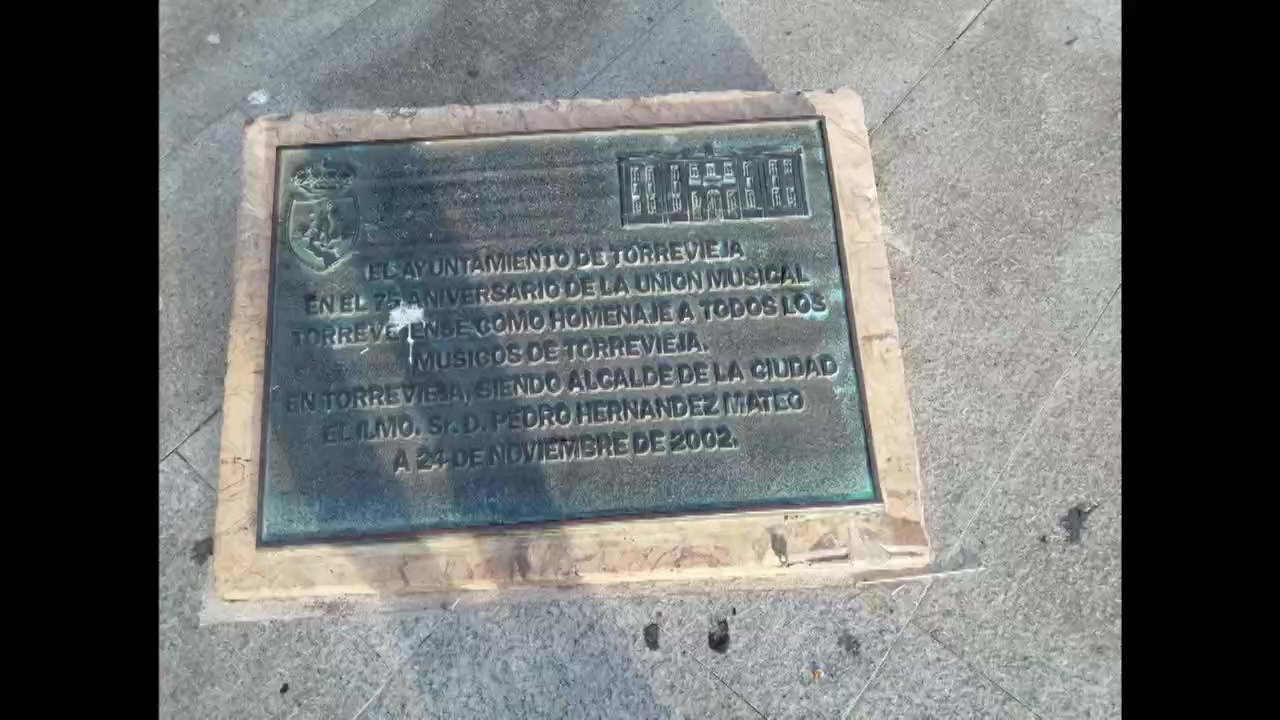 EL AYUNTAMIENTO DE TORREVIEJA
EN EL 75 ANIVERSARIO DE LA UNION MUSICAL
TORREVEJENSE COMO HOMENAJE A TODOS LOS
MUSICOS DE TORREVIEJA.
EN TORREVIEJA, SIENDO ALCALDE DE LA CIUDAD
EL ILMO. Sr. D. PEDRO HERNANDEZ MATEO
A 24 DE NOVIEMBRE DE 2002.